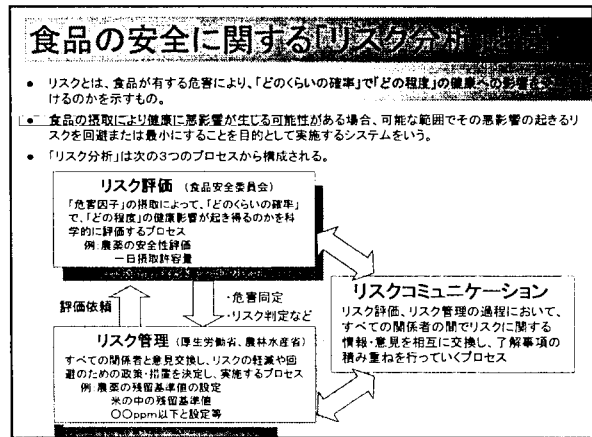 食品の安全に関する「リスク分析」
● リスクとは、食品が有する危害により、「どのくらいの確率」で「どの程度」の健康への影響を受
けるのかを示すもの。
● 食品の摂取により健康に悪影響が生じる可能性がある場合、可能な範囲でその悪影響の起きるリ
スクを回避または最小にすることを目的として実施するシステムをいう。
● 「リスク分析」は次の3つのプロセスから構成される。
リスク評価 (食品安全委員会)
「危害因子」の摂取によって、「どのくらいの確率」
で、「どの程度」の健康影響が起き得るのかを科
学的に評価するプロセス
例:農薬の安全性評価
一日摂取許容量
評価依頼
・危害同定
・リスク判定など
リスク管理 (厚生労働省、農林水産省)
すべての関係者と意見交換し、リスクの軽減や回
避のための政策・措置を決定し、実施するプロセス
例:農薬の残留基準値の設定
米の中の残留基準値
〇〇ppm以下と設定等
リスクコミュニケーション
リスク評価、リスク管理の過程において、
すべての関係者の間でリスクに関する
情報・意見を相互に交換し、了解事項の
積み重ねを行っていくプロセス